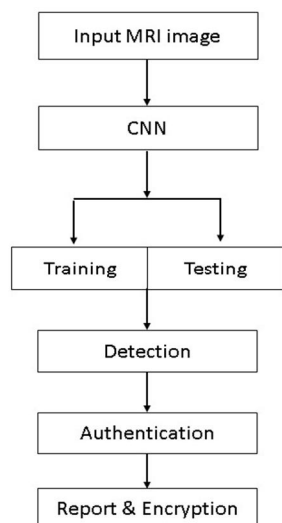 Input MRI image
CNN
Training
Testing
Detection
Authentication
Report & Encryption